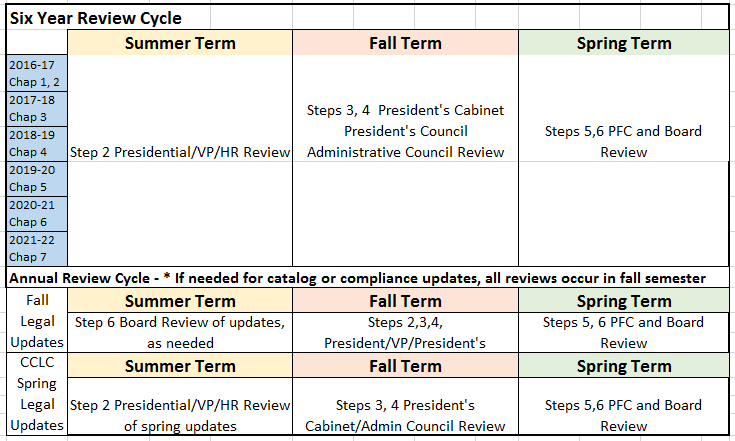 Six Year Review Cycle
Summer Term Fall Term Spring Term
2016-17
Chap 1, 2
2017-18
Chap 3
2018-19
Chap 4
2019-20
Chap 5
2020-21
Chap 6
2021-22
Chap 7
Step 2 Presidential/VP/HR Review
Steps 3, 4 President's Cabinet
President's Council
Administrative Council Review
Steps 5,6 PFC and Board
Review
Annual Review Cycle - * If needed for catalog or compliance updates, all reviews occur in fall semester
Fall
Legal
Updates
Summer Term Fall Term Spring Term
Step 6 Board Review of updates,
as needed
Steps 2,3,4,
President/VP/President's
Steps 5, 6 PFC and Board
Review
CCLC
Spring
Legal
Updates
Summer Term Fall Term Spring Term
Step 2 Presidential/VP/HR Review
of spring updates
Steps 3, 4 President's
Cabinet/Admin Council Review
Steps 5,6 PFC and Board
Review